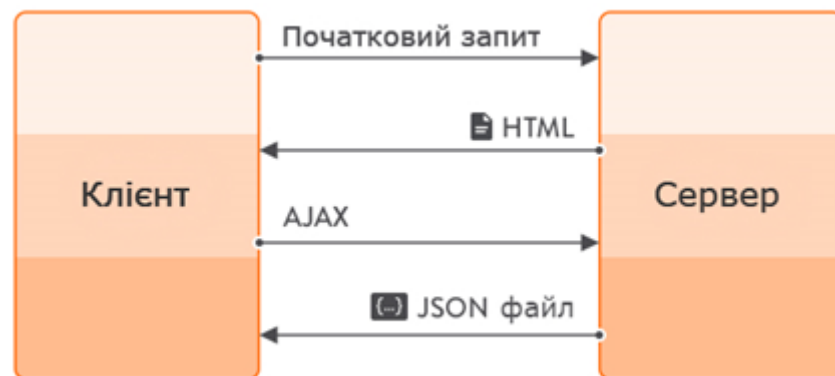 Початковий запит
HTML
Клієнт
Сервер
AJAX
{...} JSON файл